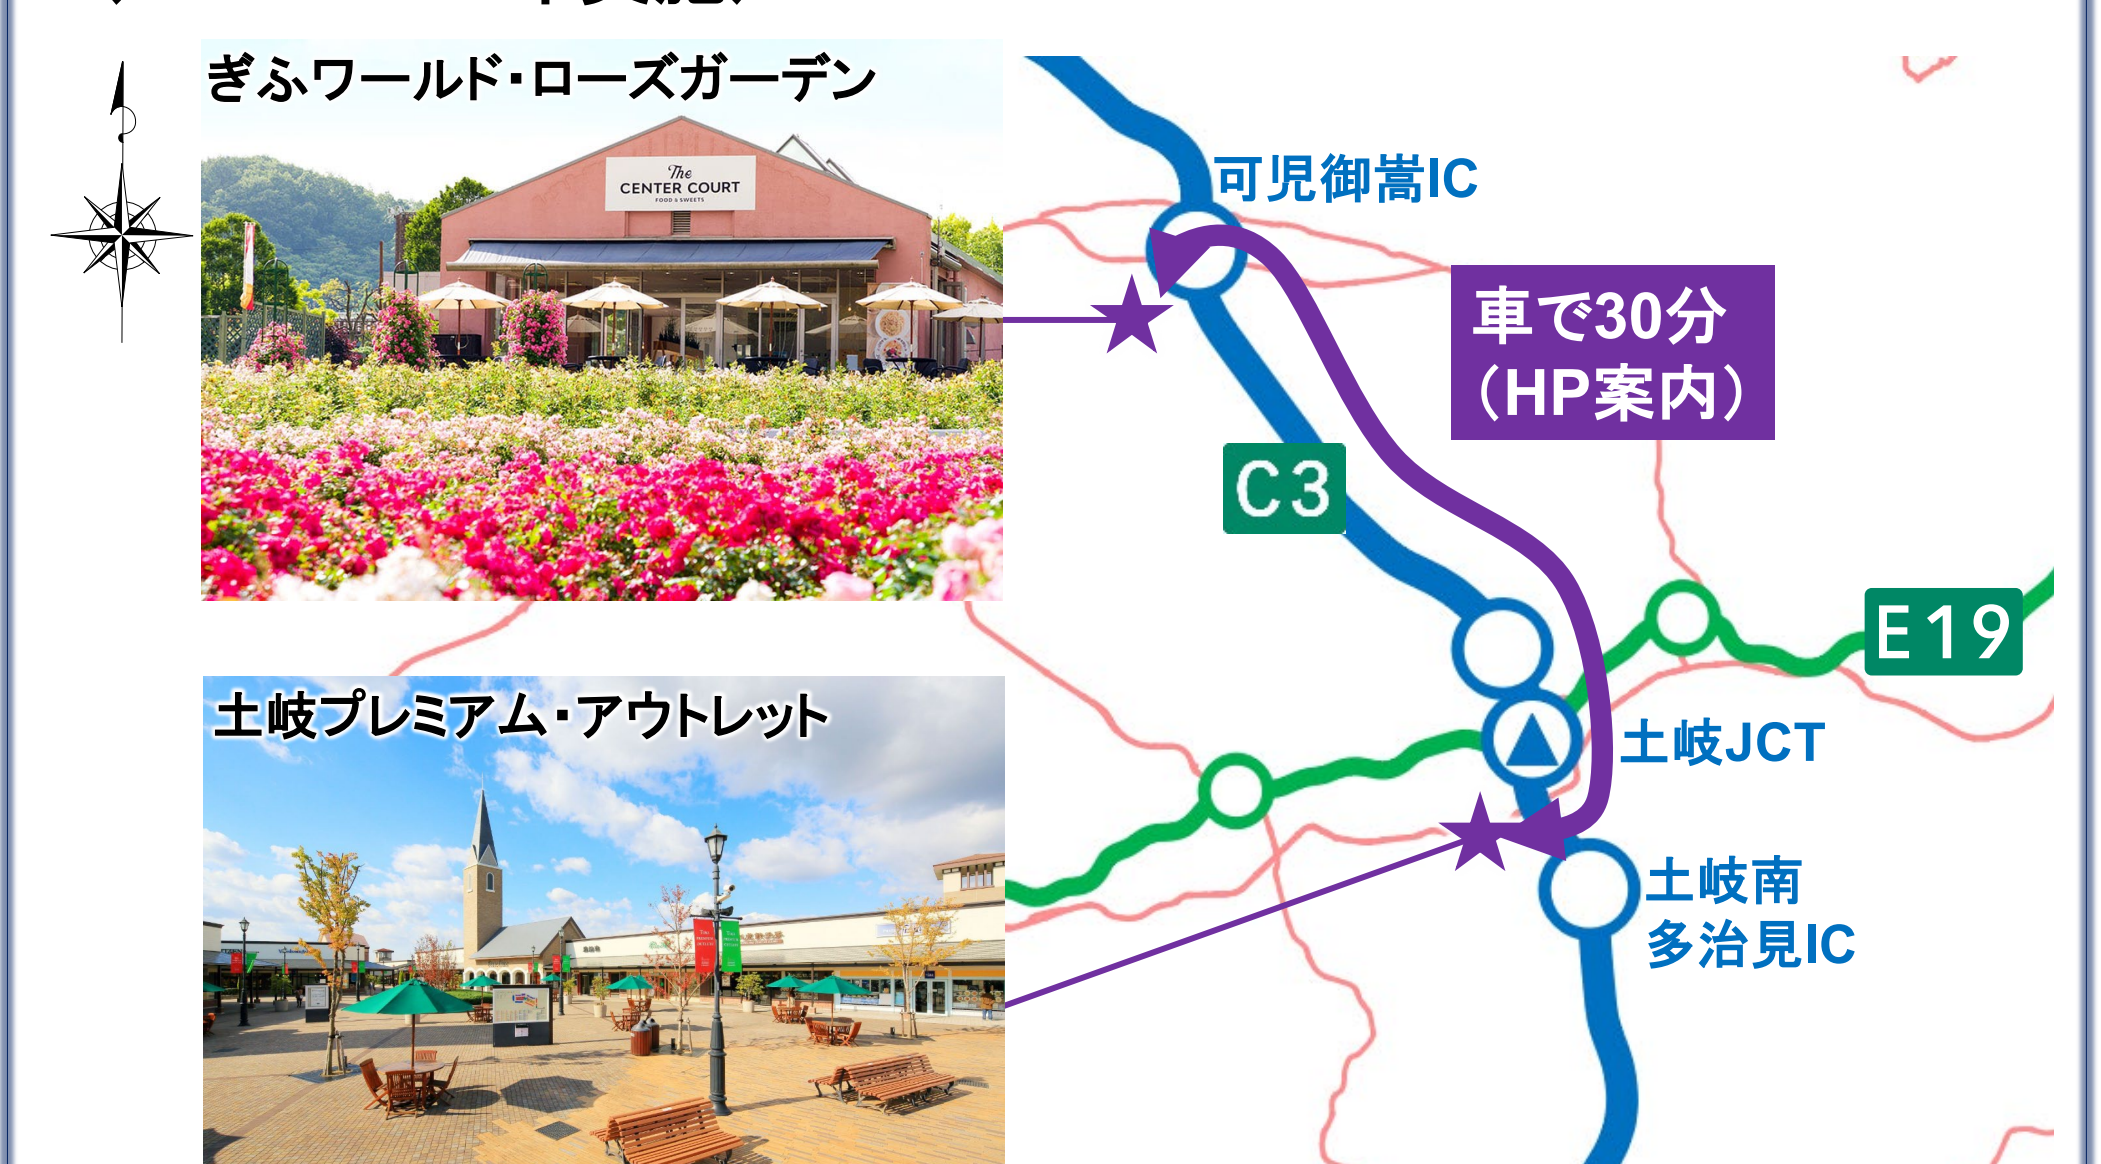 ぎふワールド・ローズガーデン
The
CENTER COURT
FOOD & SWEETS
可児御嵩IC
車で30分
（HP案内）
C3
E19
土岐プレミアム・アウトレット
土岐JCT
土岐南
多治見IC